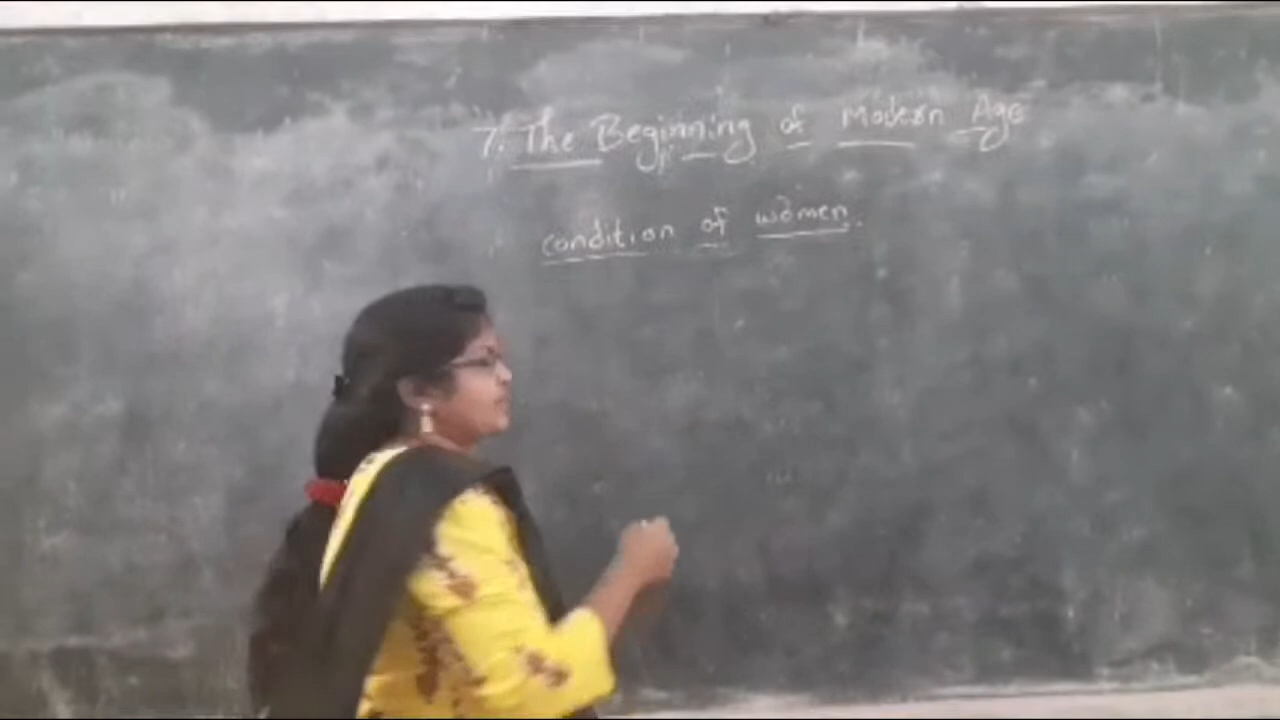 7. The Beginning of Modern Age
condition of women.